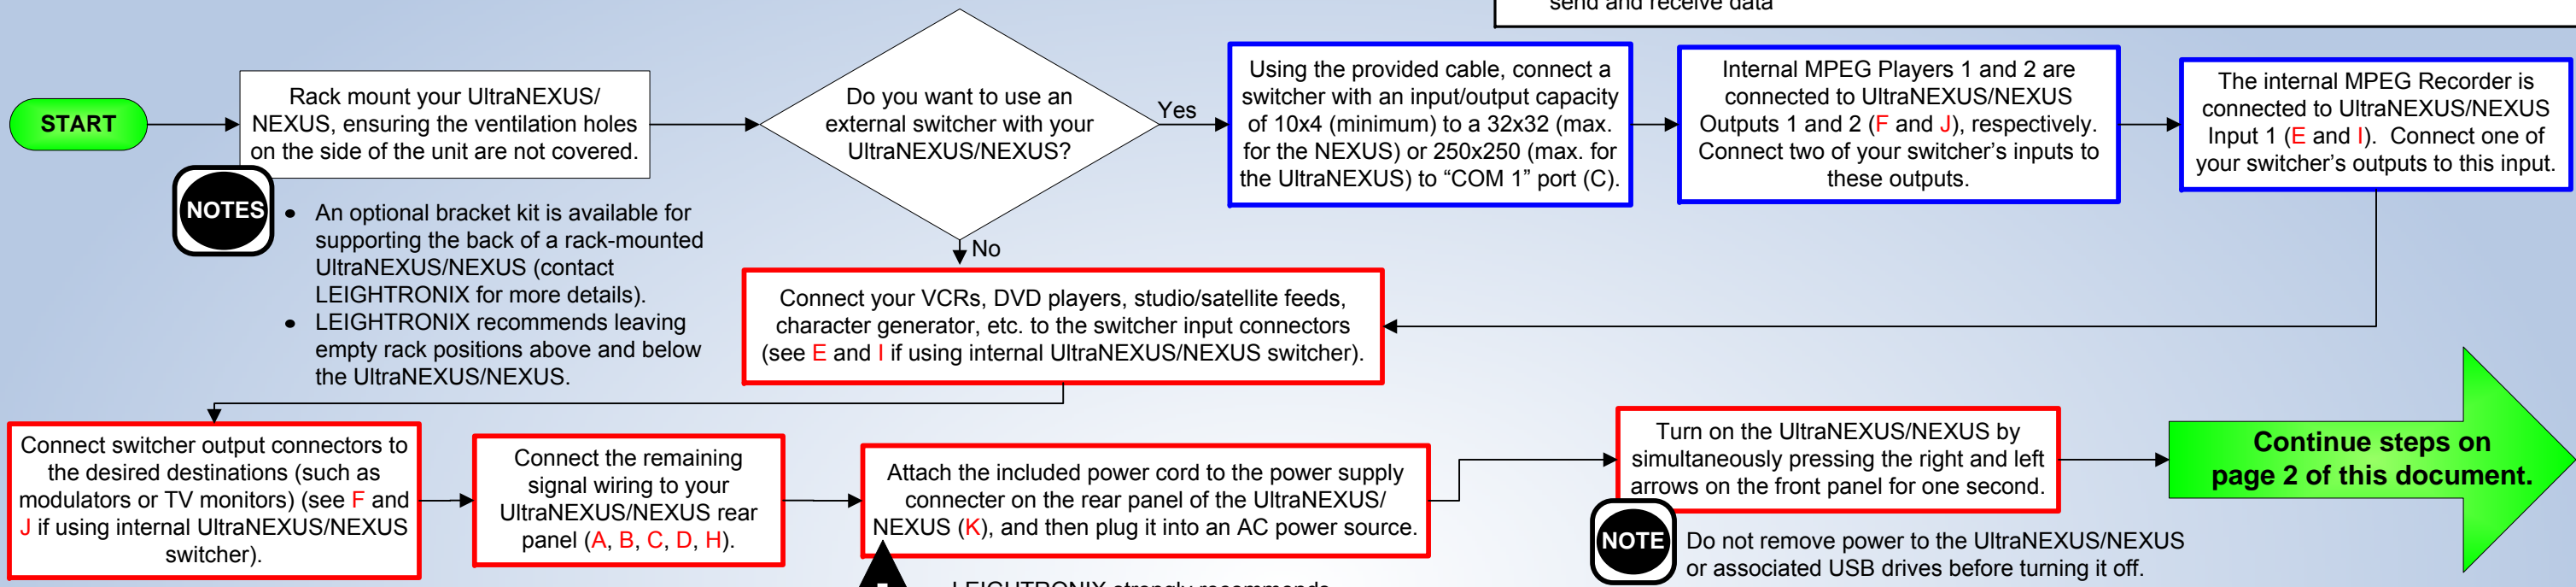 send and receive data
START
Rack mount your UltraNEXUS/
NEXUS, ensuring the ventilation holes
on the side of the unit are not covered.
NOTES
• An optional bracket kit is available for
supporting the back of a rack-mounted
UltraNEXUS/NEXUS (contact
LEIGHTRONIX for more details).
• LEIGHTRONIX recommends leaving
empty rack positions above and below
the UltraNEXUS/NEXUS.
Do you want to use an
external switcher with your
UltraNEXUS/NEXUS?
Yes
No
Using the provided cable, connect a
switcher with an input/output capacity
of 10x4 (minimum) to a 32x32 (max.
for the NEXUS) or 250x250 (max. for
the UltraNEXUS) to “COM 1” port (C).
Internal MPEG Players 1 and 2 are
connected to UltraNEXUS/NEXUS
Outputs 1 and 2 (F and J), respectively.
Connect two of your switcher’s inputs to
these outputs.
The internal MPEG Recorder is
connected to UltraNEXUS/NEXUS
Input 1 (E and I).  Connect one of
your switcher’s outputs to this input.
Connect your VCRs, DVD players, studio/satellite feeds,
character generator, etc. to the switcher input connectors
(see E and I if using internal UltraNEXUS/NEXUS switcher).
Connect switcher output connectors to
the desired destinations (such as
modulators or TV monitors) (see F and
J if using internal UltraNEXUS/NEXUS
switcher).
Connect the remaining
signal wiring to your
UltraNEXUS/NEXUS rear
panel (A, B, C, D, H).
Attach the included power cord to the power supply
connecter on the rear panel of the UltraNEXUS/
NEXUS (K), and then plug it into an AC power source.
LEIGHTRONIX strongly recommends
Turn on the UltraNEXUS/NEXUS by
simultaneously pressing the right and left
arrows on the front panel for one second.
NOTE
Do not remove power to the UltraNEXUS/NEXUS
or associated USB drives before turning it off.
Continue steps on
page 2 of this document.